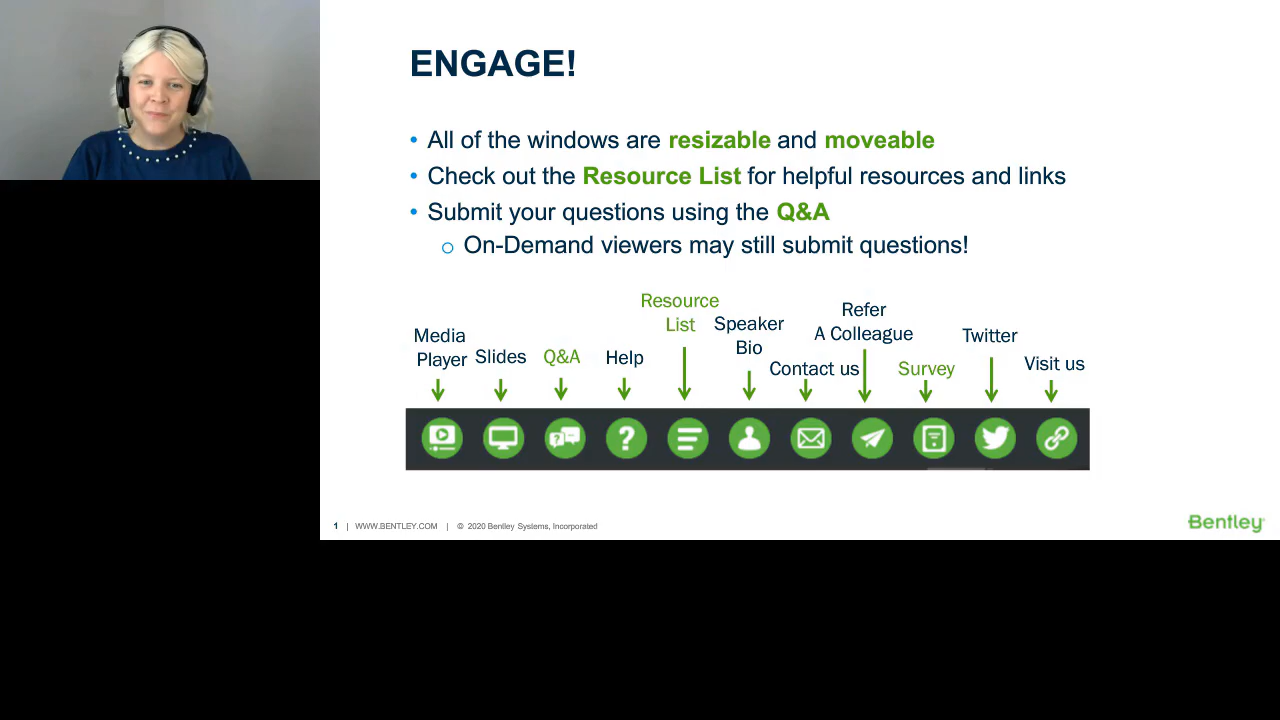 ENGAGE!
• All of the windows are resizable and moveable
• Check out the Resource List for helpful resources and links
• Submit your questions using the Q&A
o On-Demand viewers may still submit questions!
Media
Player
Slides
Q&A
Help
Resource
List
Speaker
Bio
Contact us
Refer
A Colleague
Survey
Twitter
Visit us
1 | WWW.BENTLEY.COM | © 2020 Bentley Systems, Incorporated
Bentley